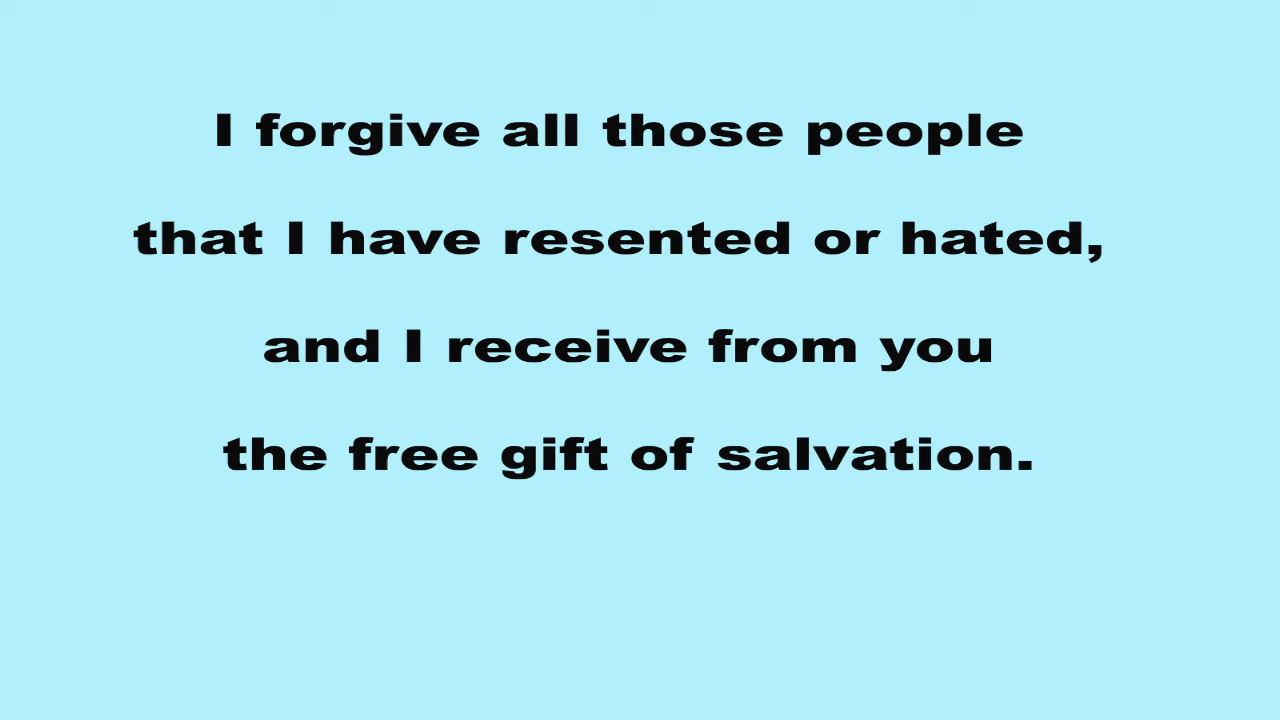 I forgive all those people
that I have resented or hated,
and I receive from you
the free gift of salvation.